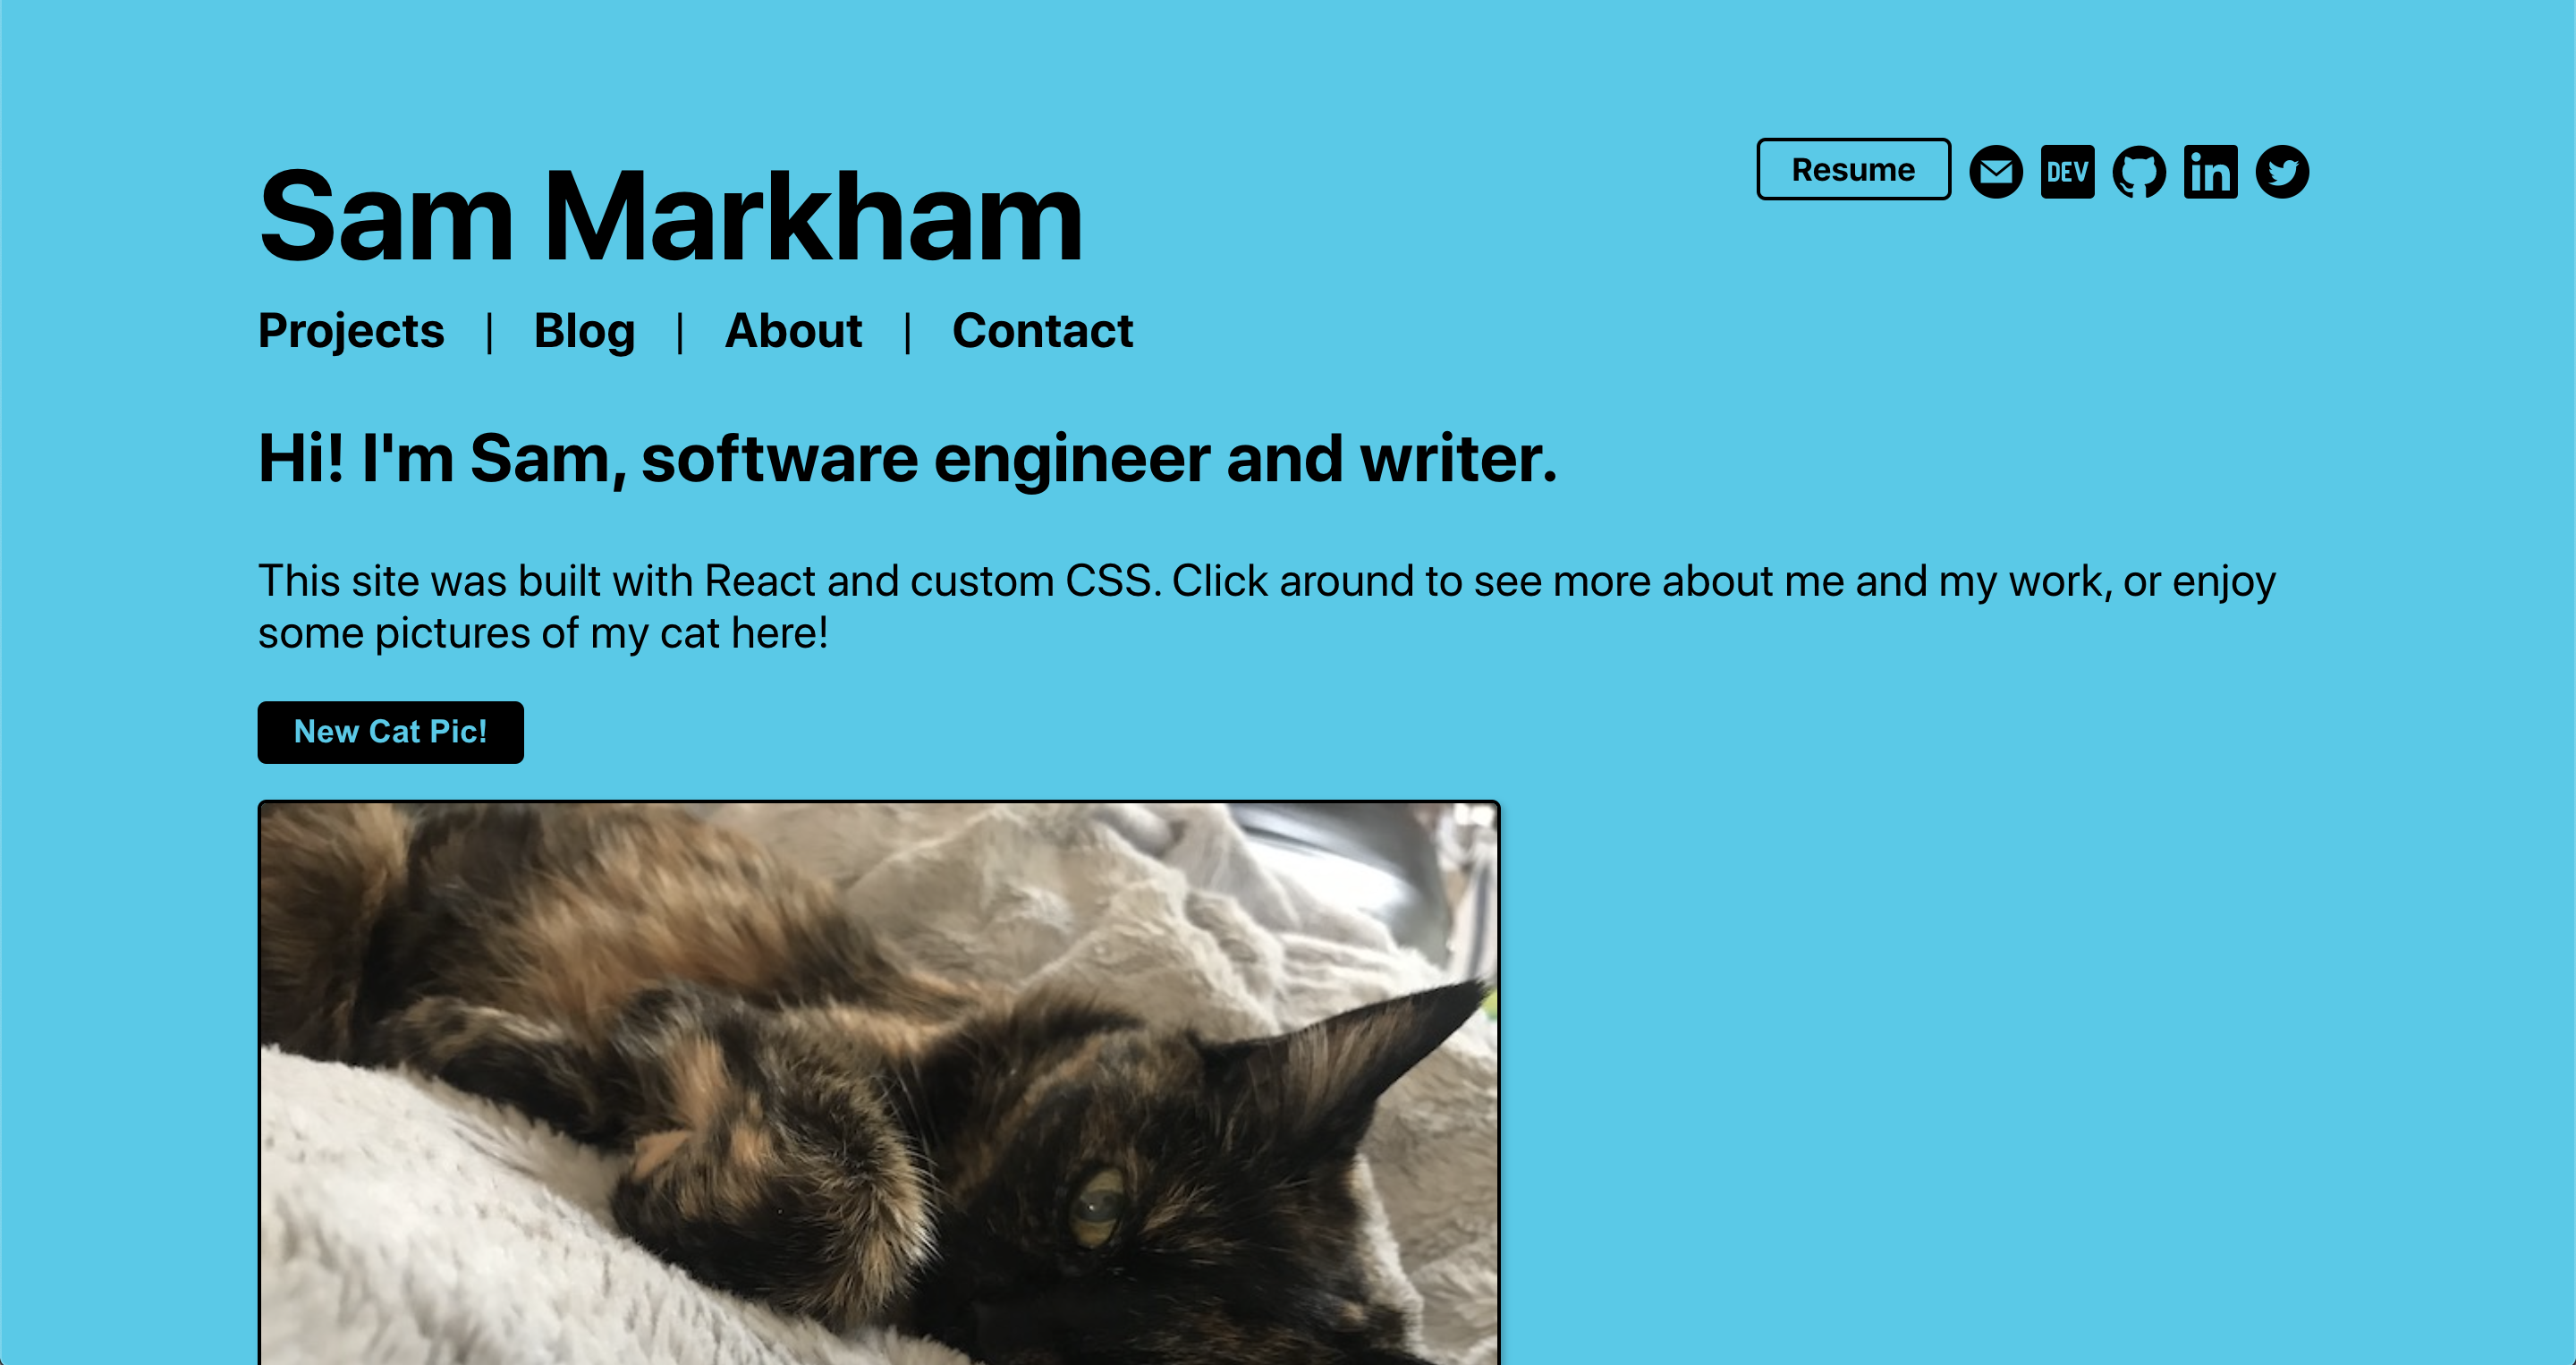 Sam Markham
Resume
DEV
in
Projects | Blog | About | Contact
Hi! I'm Sam, software engineer and writer.
This site was built with React and custom CSS. Click around to see more about me and my work, or enjoy
some pictures of my cat here!
New Cat Pic!